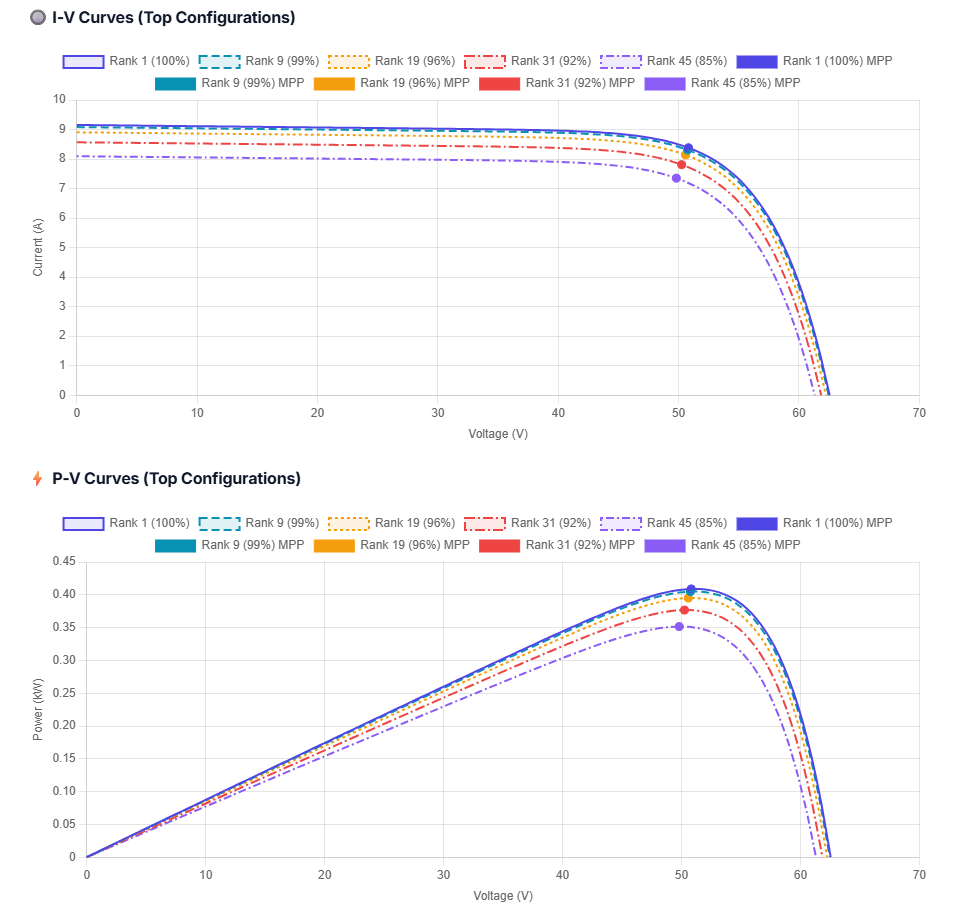 I-V Curves (Top Configurations)
Rank 1 (100%) Rank 9 (99%) Rank 19 (96%) Rank 31 (92%) Rank 45 (85%) Rank 1 (100%) MPP
Rank 9 (99%) MPP Rank 19 (96%) MPP Rank 31 (92%) MPP Rank 45 (85%) MPP
10
9
8
7
6
5
4
3
2
1
0
Current (A)
0 10 20 30 40 50 60 70
Voltage (V)
P-V Curves (Top Configurations)
Rank 1 (100%) Rank 9 (99%) Rank 19 (96%) Rank 31 (92%) Rank 45 (85%) Rank 1 (100%) MPP
Rank 9 (99%) MPP Rank 19 (96%) MPP Rank 31 (92%) MPP Rank 45 (85%) MPP
0.45
0.40
0.35
0.30
0.25
0.20
0.15
0.10
0.05
0
Power (kW)
0 10 20 30 40 50 60 70
Voltage (V)